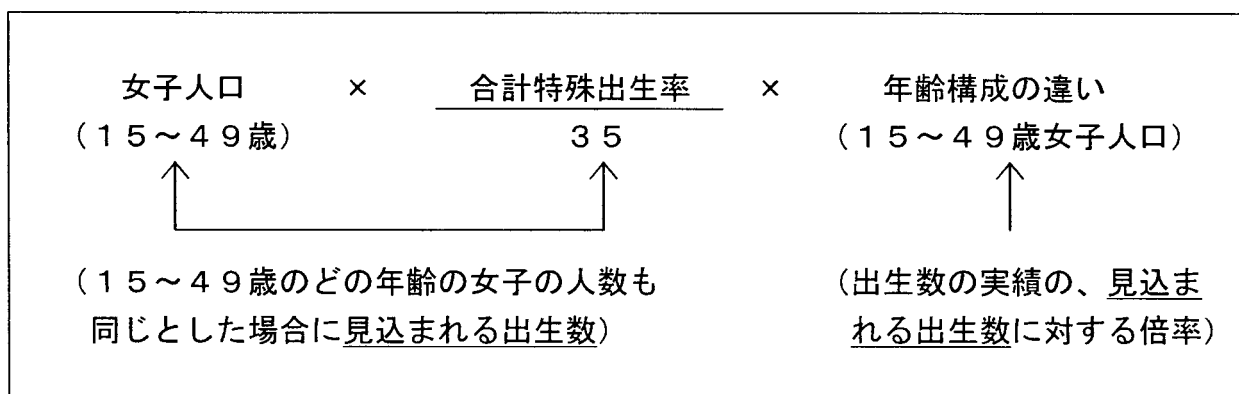 女子人口 × 合計特殊出生率 × 年齢構成の違い
(15~49歳) 35 (15~49歳女子人口)
(15~49歳のどの年齢の女子の人数も (出生数の実績の、見込ま
同じとした場合に見込まれる出生数) れる出生数に対する倍率)